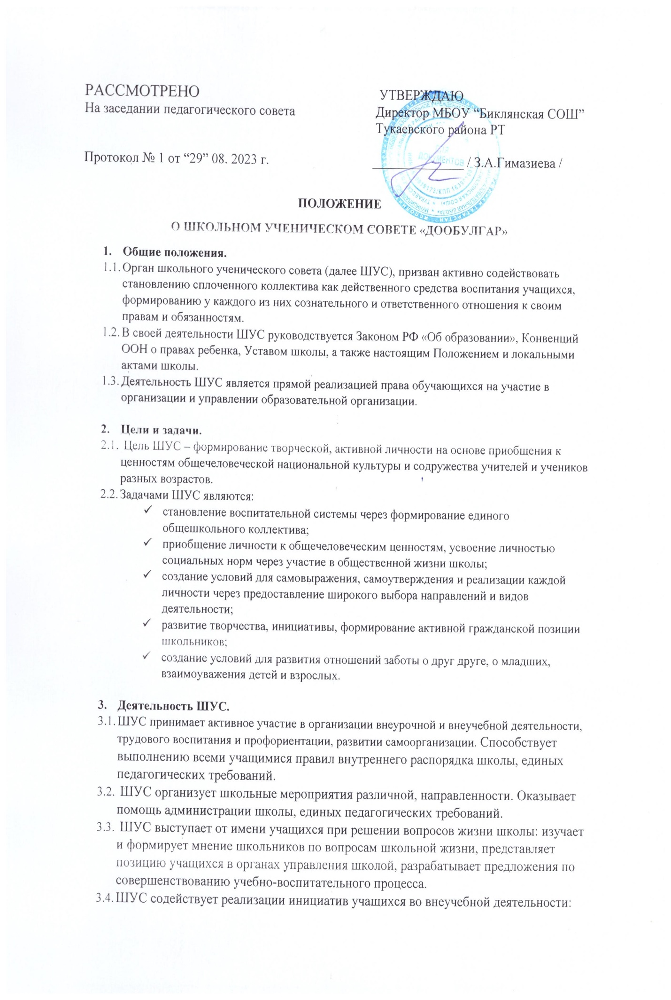 РАССМОТРЕНО
На заседании педагогического совета
Протокол № 1 от “29” 08. 2023 г.
УТВЕРЖДАЮ
Директор МБОУ “Биклянская СОШ”
Тукаевского района РТ
/ З.А.Гимазиева /
ДЛЯ
ДОКУМЕНТОВ
ПОЛОЖЕНИЕ
О ШКОЛЬНОМ УЧЕНИЧЕСКОМ СОВЕТЕ «ДООБУЛГАР»
1. Общие положения.
1.1. Орган школьного ученического совета (далее ШУС), призван активно содействовать
становлению сплоченного коллектива как действенного средства воспитания учащихся,
формированию у каждого из них сознательного и ответственного отношения к своим
правам и обязанностям.
1.2. В своей деятельности ШУС руководствуется Законом РФ «Об образовании», Конвенций
ООН о правах ребенка, Уставом школы, а также настоящим Положением и локальными
актами школы.
1.3. Деятельность ШУС является прямой реализацией права обучающихся на участие в
организации и управлении образовательной организации.
2. Цели и задачи.
2.1. Цель ШУС – формирование творческой, активной личности на основе приобщения к
ценностям общечеловеческой национальной культуры и содружества учителей и учеников
разных возрастов.
2.2. Задачами ШУС являются:
✓ становление воспитательной системы через формирование единого
общешкольного коллектива;
✓ приобщение личности к общечеловеческим ценностям, усвоение личностью
социальных норм через участие в общественной жизни школы;
✓ создание условий для самовыражения, самоутверждения и реализации каждой
личности через предоставление широкого выбора направлений и видов
деятельности;
✓ развитие творчества, инициативы, формирование активной гражданской позиции
школьников;
✓ создание условий для развития отношений заботы о друг друге, о младших,
взаимоуважения детей и взрослых.
3. Деятельность ШУС.
3.1. ШУС принимает активное участие в организации внеурочной и внеучебной деятельности,
трудового воспитания и профориентации, развитии самоорганизации. Способствует
выполнению всеми учащимися правил внутреннего распорядка школы, единых
педагогических требований.
3.2. ШУС организует школьные мероприятия различной, направленности. Оказывает
помощь администрации школы, единых педагогических требований.
3.3. ШУС выступает от имени учащихся при решении вопросов жизни школы: изучает
и формирует мнение школьников по вопросам школьной жизни, представляет
позицию учащихся в органах управления школой, разрабатывает предложения по
совершенствованию учебно-воспитательного процесса.
3.4. ШУС содействует реализации инициатив учащихся во внеучебной деятельности: